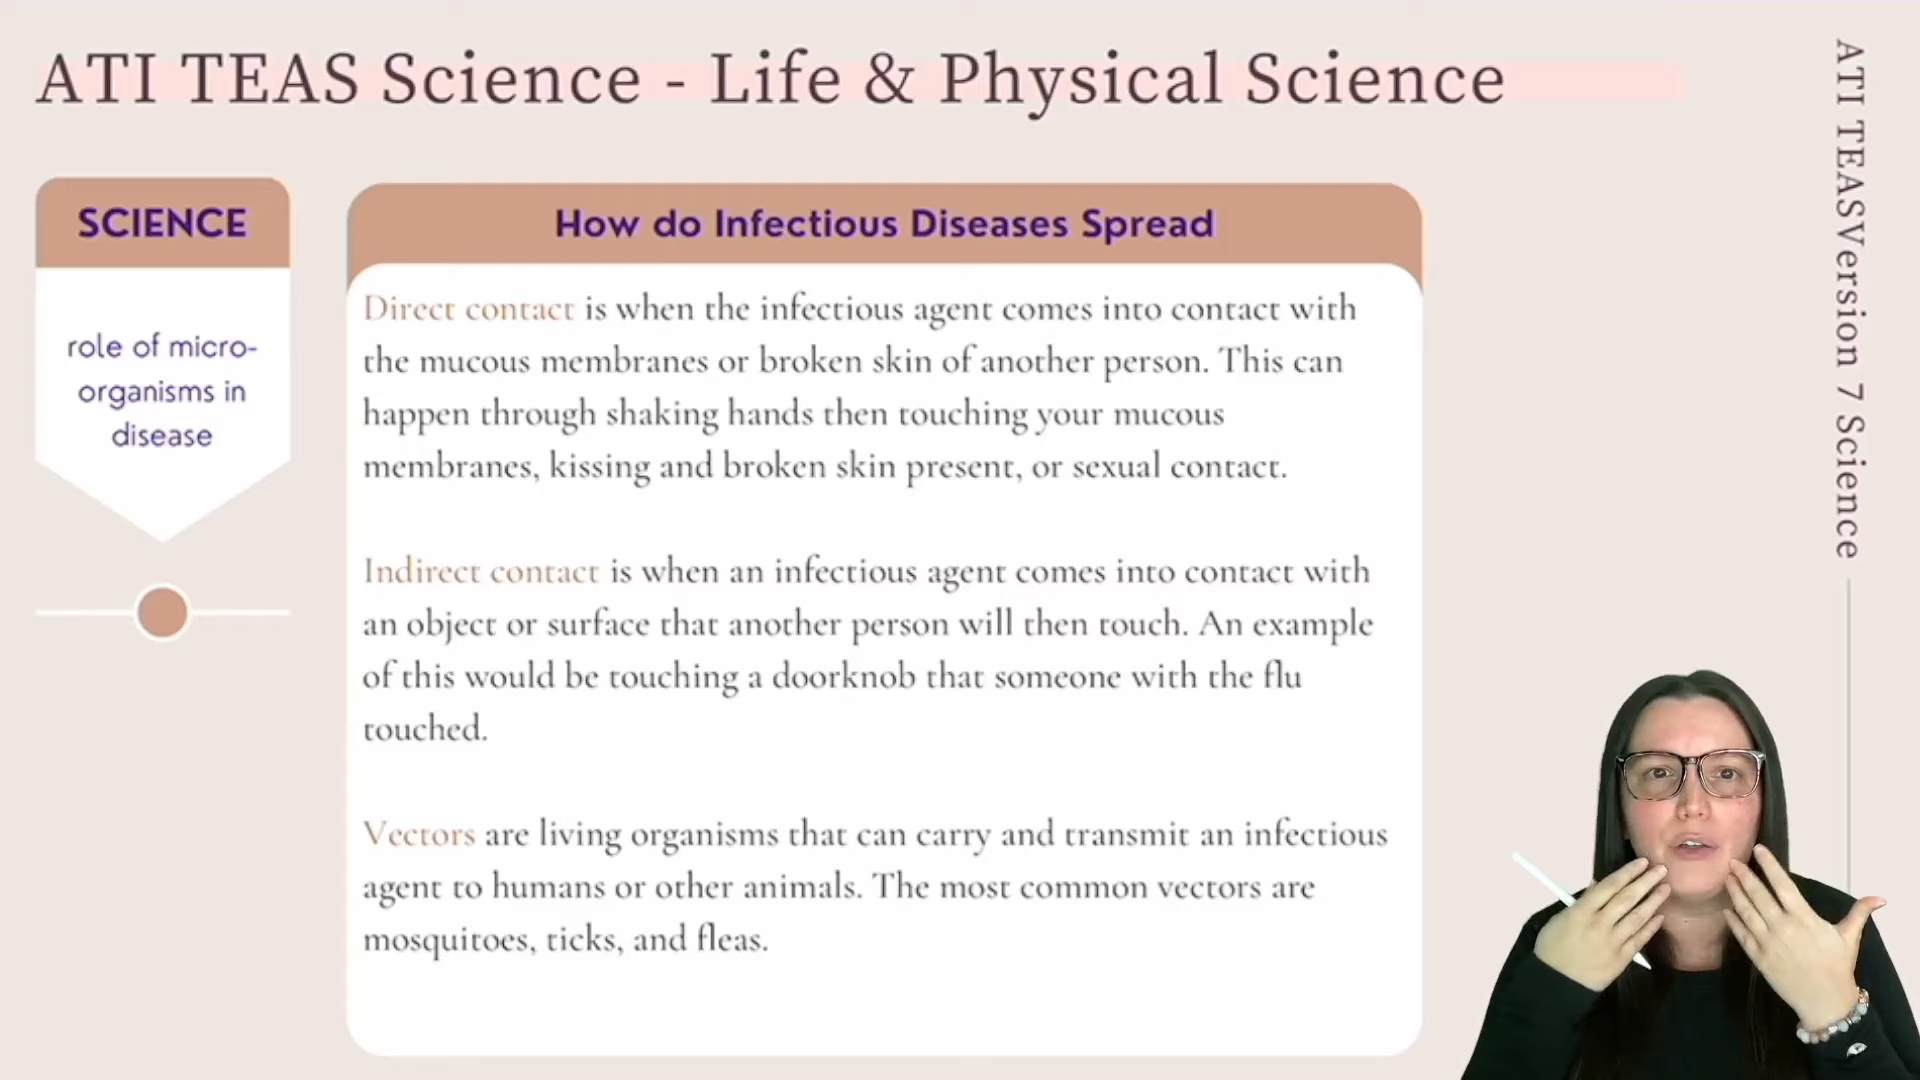 ATI TEAS Science - Life & Physical Science
SCIENCE
role of micro-
organisms in
disease
How do Infectious Diseases Spread
Direct contact is when the infectious agent comes into contact with
the mucous membranes or broken skin of another person. This can
happen through shaking hands then touching your mucous
membranes, kissing and broken skin present, or sexual contact.
Indirect contact is when an infectious agent comes into contact with
an object or surface that another person will then touch. An example
of this would be touching a doorknob that someone with the flu
touched.
Vectors are living organisms that can carry and transmit an infectious
agent to humans or other animals. The most common vectors are
mosquitoes, ticks, and fleas.
ATI TEASVersion 7 Science